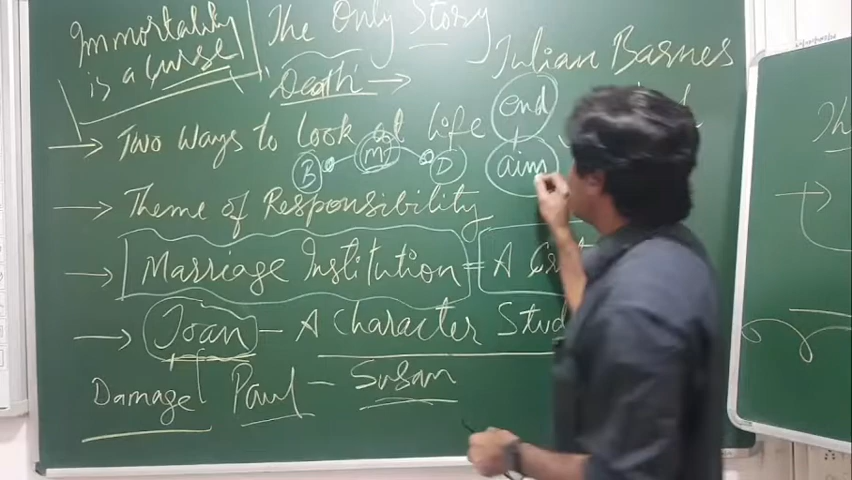 Immortality
is a curse
The Only Story
Julian Barnes
Death →
→ Two Ways to look at life
end
aim
B M D
→ Theme of Responsibility
→ Marriage Institution = A
→ Joan - A Character
Damage Paul - Susan